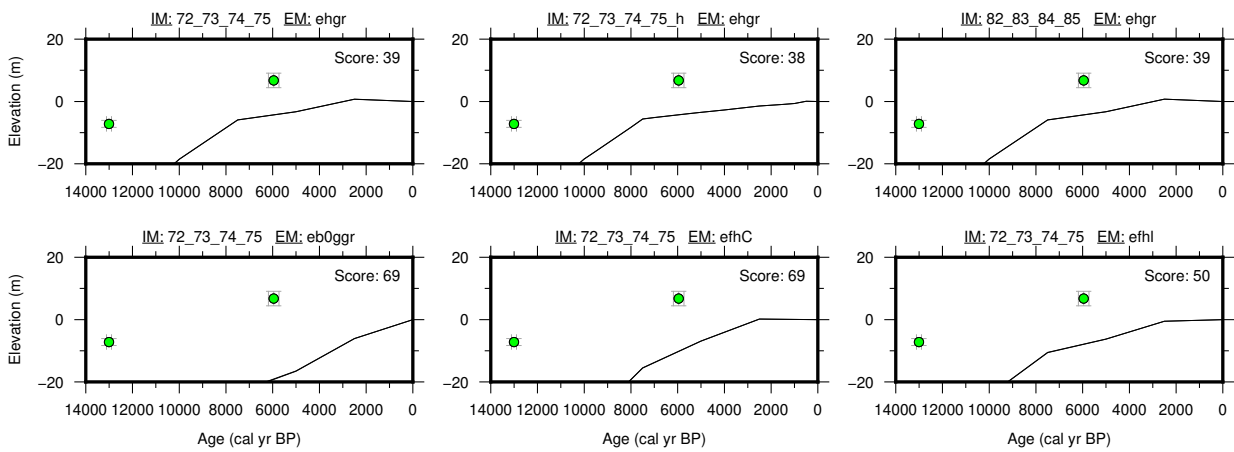 IM: 72_73_74_75 EM: ehgr
IM: 72_73_74_75_h EM: ehgr
IM: 82_83_84_85 EM: ehgr
Elevation (m)
20
0
−20
Score: 39
14000 12000 10000 8000 6000 4000 2000 0
20
0
−20
Score: 38
14000 12000 10000 8000 6000 4000 2000 0
20
0
−20
Score: 39
14000 12000 10000 8000 6000 4000 2000 0
IM: 72_73_74_75 EM: eb0ggr
IM: 72_73_74_75 EM: efhC
IM: 72_73_74_75 EM: efhl
Elevation (m)
20
0
−20
Score: 69
14000 12000 10000 8000 6000 4000 2000 0
Age (cal yr BP)
20
0
−20
Score: 69
14000 12000 10000 8000 6000 4000 2000 0
Age (cal yr BP)
20
0
−20
Score: 50
14000 12000 10000 8000 6000 4000 2000 0
Age (cal yr BP)